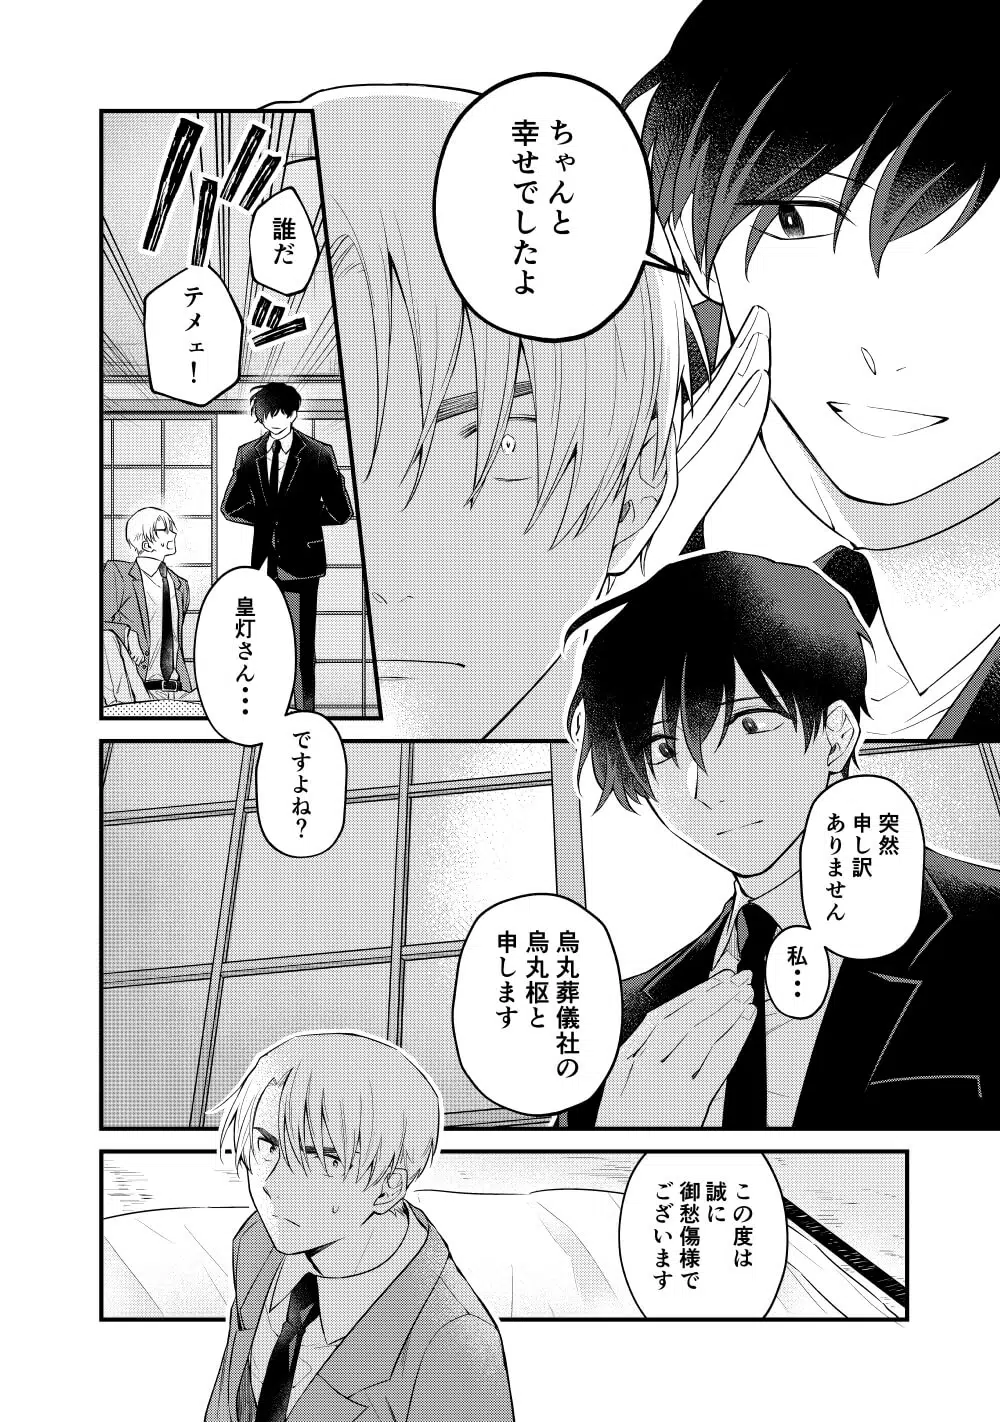 ちゃんと
幸せでしたよ
誰だ
テメェ！
突然
申し訳
ありません
私・・・
烏丸葬儀社の
烏丸枢と
申します
皇灯さん・・・
ですよね？
この度は
誠に
御愁傷様で
ございます